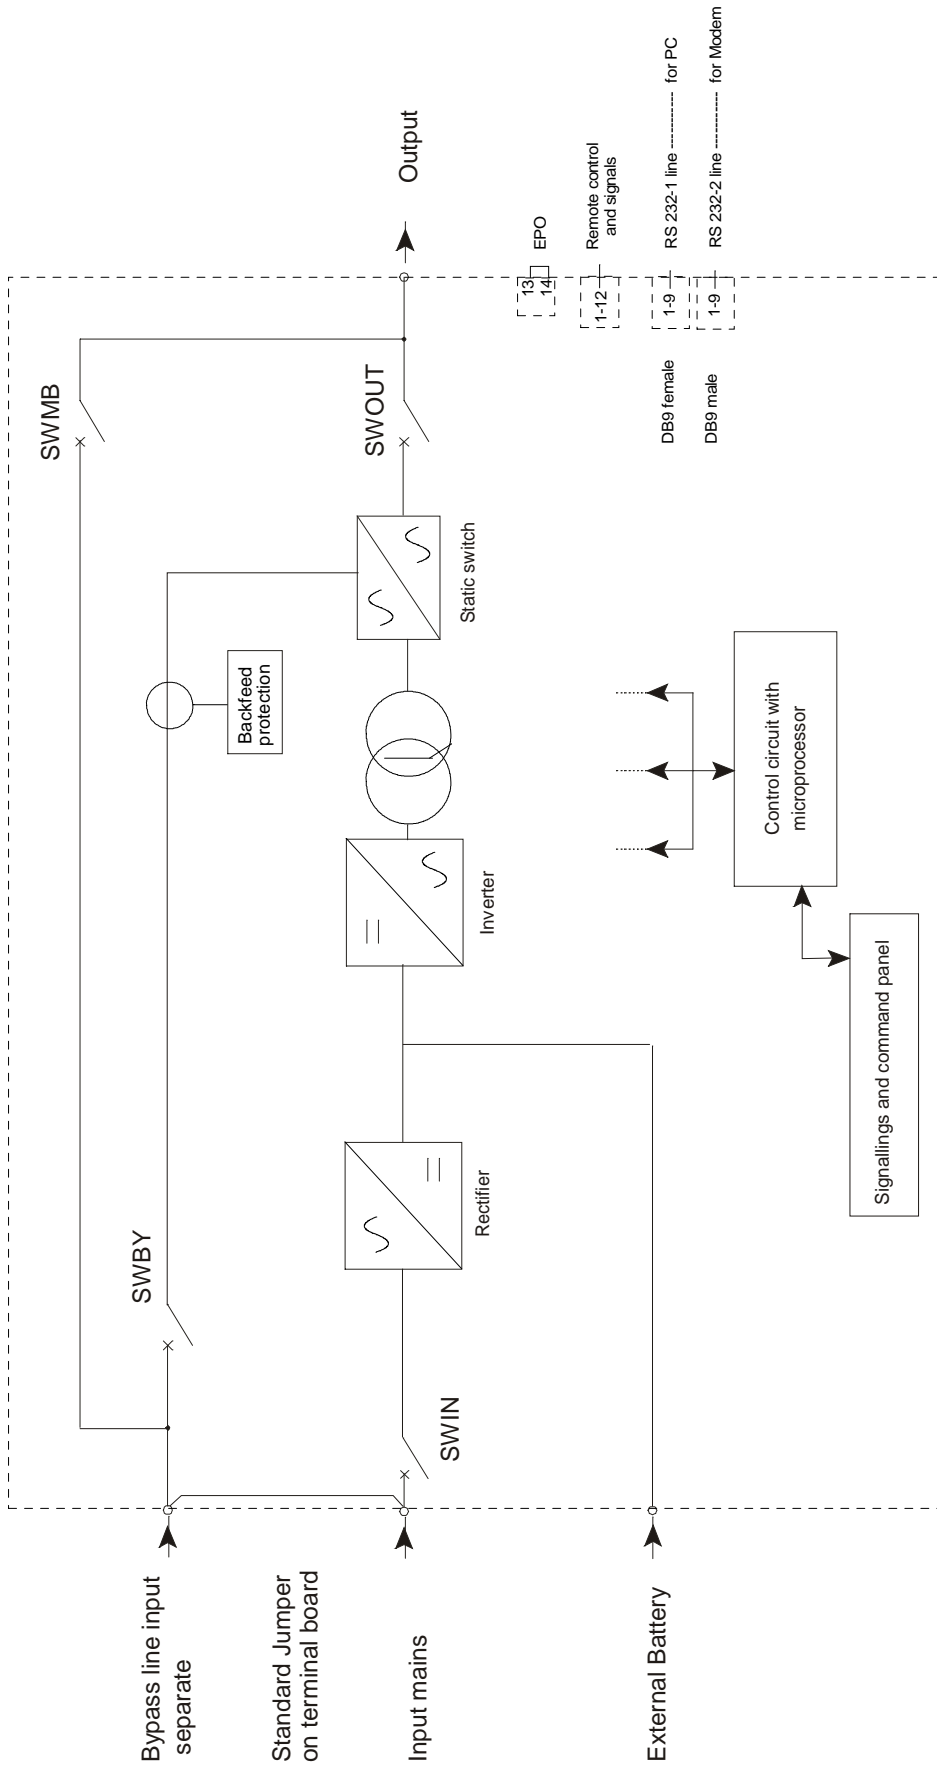 SWMB
SWBY
Backfeed
protection
SWIN
SWOUT
Output
Bypass line input
separate
Standard Jumper
on terminal board
Input mains
External Battery
Rectifier
Inverter
Static switch
13
14
EPO
1-12
Remote control
and signals
DB9 female
1-9
RS 232-1 line ------------ for PC
DB9 male
1-9
RS 232-2 line ------------ for Modem
Control circuit with
microprocessor
Signallings and command panel